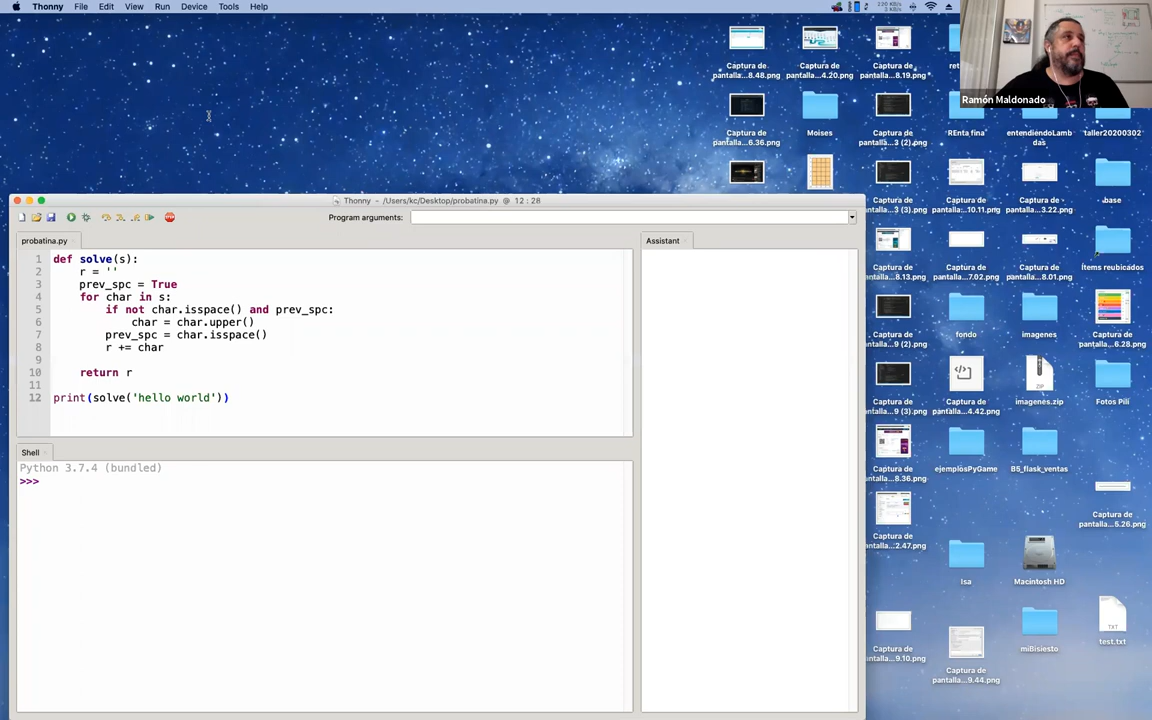 Thonny File Edit View Run Device Tools Help
220 KB/s
3 KB/s
Captura de
pantalla...8.48.png
Captura de
pantalla...4.20.png
Captura de
pantalla...8.19.png
Ramón Maldonado
Captura de
pantalla...6.36.png
Moises
Captura de
pantalla...3 (2).png
REnta fina
entendiendoLamb
das
taller20200302
Thonny - /Users/kc/Desktop/probatina.py @ 12 : 28
Program arguments:
Captura de
pantalla...3 (3).png
Captura de
pantalla...10.11.png
Captura de
pantalla...3.22.png
base
probatina.py
Assistant
1 def solve(s):
2 r = ''
3 prev_spc = True
4 for char in s:
5 if not char.isspace() and prev_spc:
6 char = char.upper()
7 prev_spc = char.isspace()
8 r += char
9
10 return r
11
12 print(solve('hello world'))
Captura de
pantalla...8.13.png
Captura de
pantalla...7.02.png
Captura de
pantalla...8.01.png
Ítems reubicados
Captura de
pantalla...9 (2).png
fondo
imagenes
Captura de
pantalla...6.28.png
Captura de
pantalla...9 (3).png
Captura de
pantalla...4.42.png
ZIP
imagenes.zip
Fotos Pili
Shell
Python 3.7.4 (bundled)
>>>
Captura de
pantalla...8.36.png
ejemplosPyGame
B5_flask_ventas
Captura de
pantalla...5.26.png
Captura de
pantalla...2.47.png
Isa
Macintosh HD
TXT
test.txt
Captura de
pantalla...9.10.png
Captura de
pantalla...9.44.png
miBisiesto